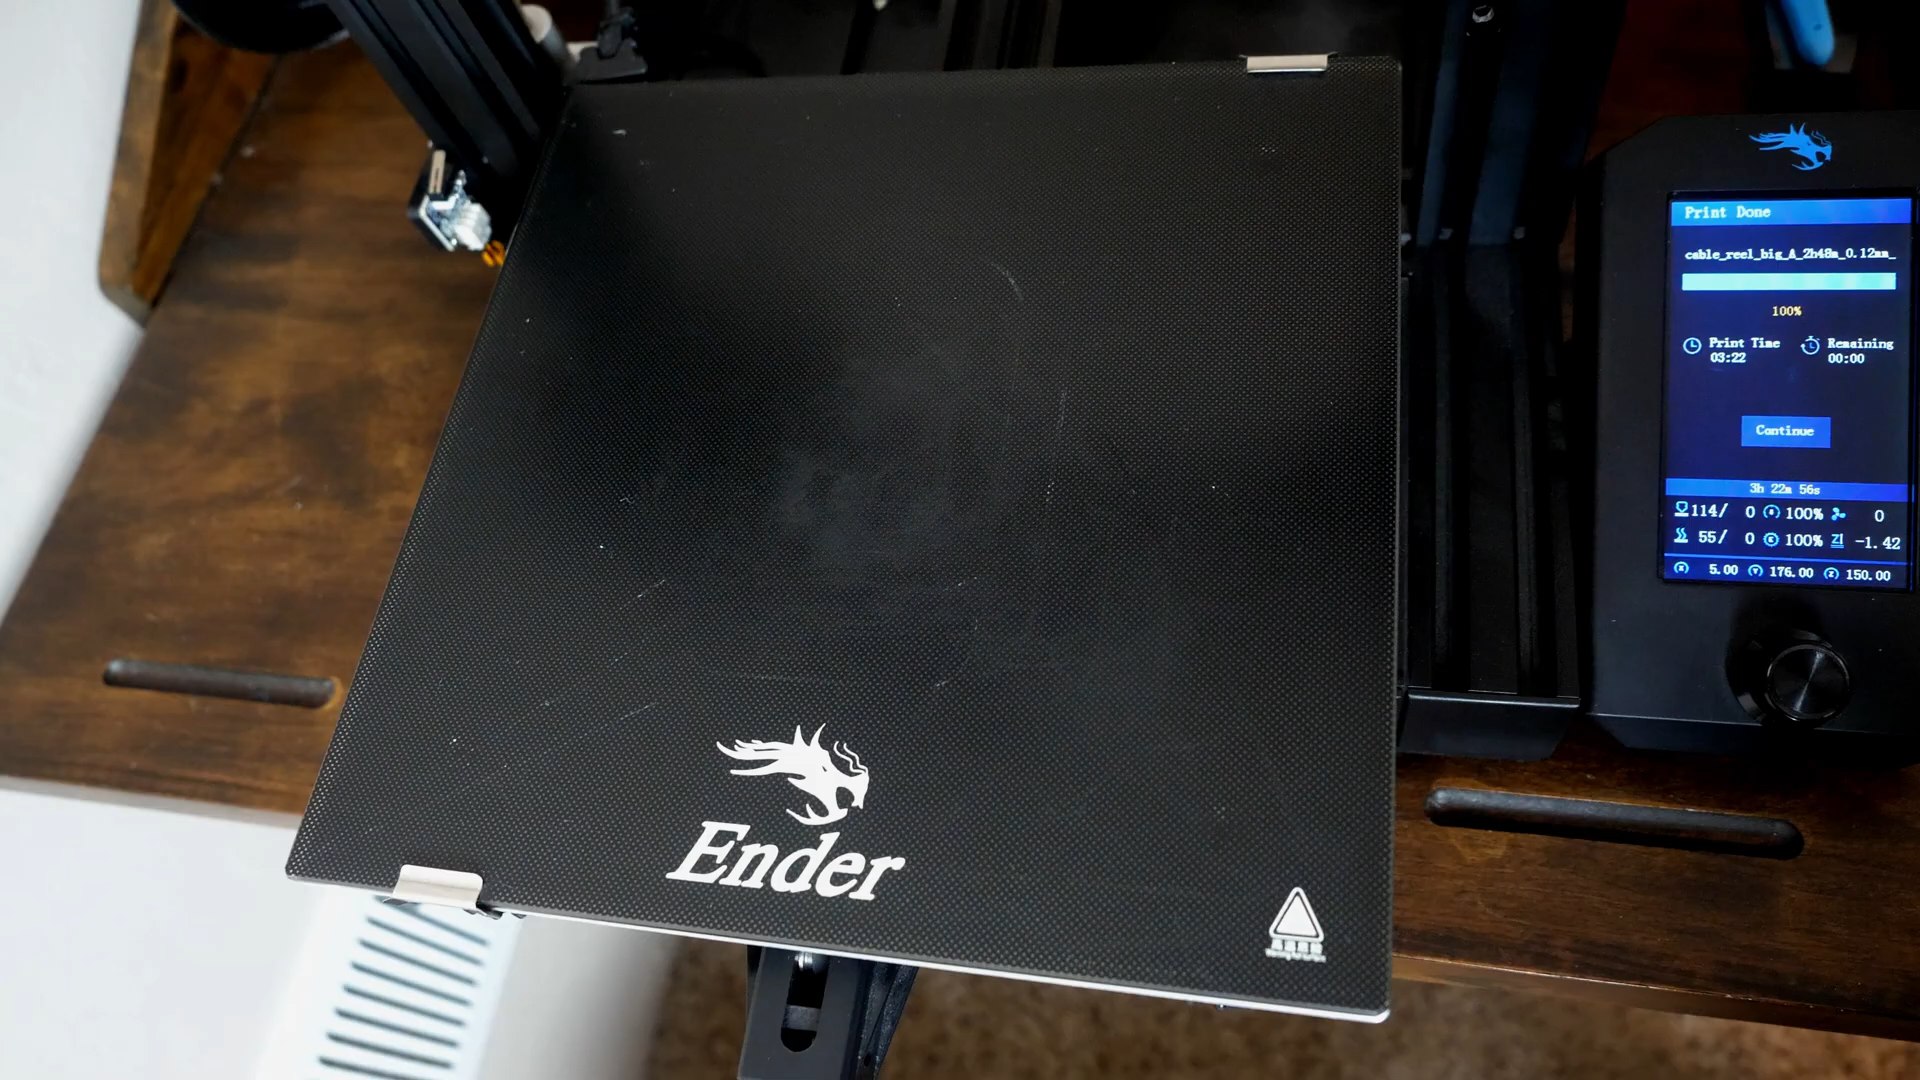 Print Done
cable_reel_big_A_2h48m_0.12mm_
100%
Print Time
03:22
Remaining
00:00
Continue
3h 22m 56s
114/ 0 100% 0
55/ 0 100% -1.42
5.00 176.00 150.00
Ender